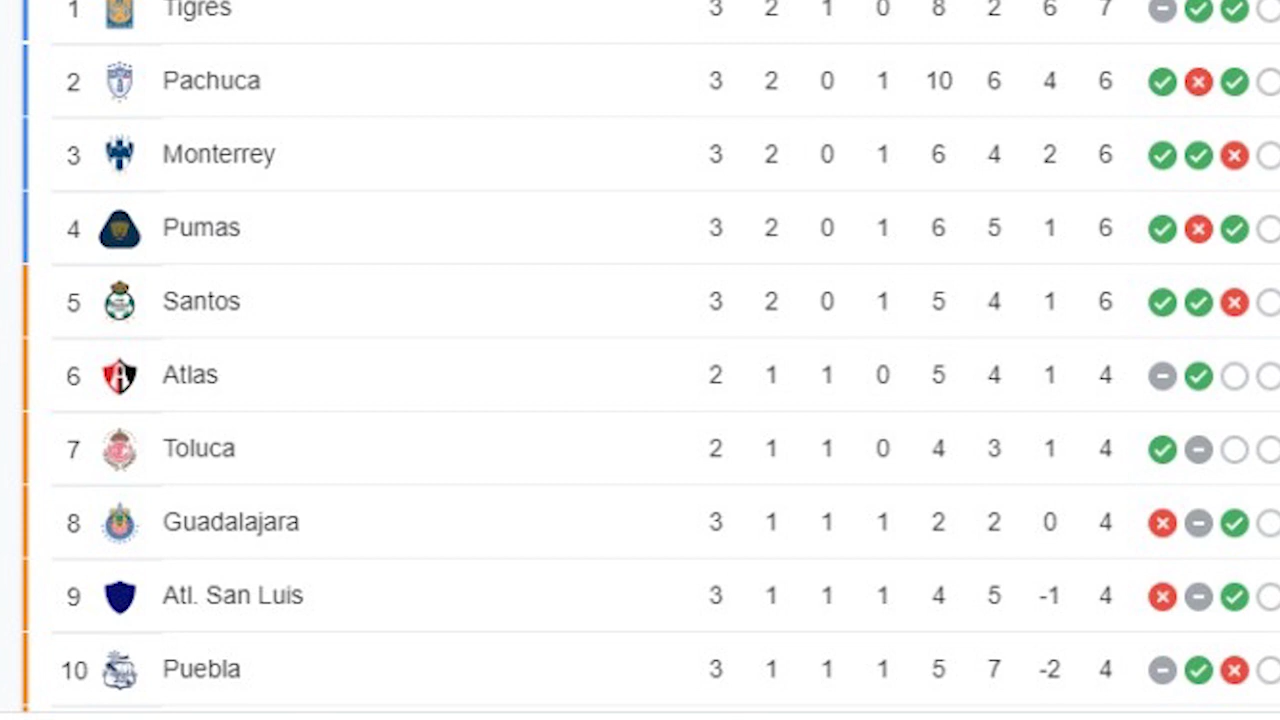 1 Tigres 3 2 1 0 8 2 6 7
2 Pachuca 3 2 0 1 10 6 4 6
3 Monterrey 3 2 0 1 6 4 2 6
4 Pumas 3 2 0 1 6 5 1 6
5 Santos 3 2 0 1 5 4 1 6
6 Atlas 2 1 1 0 5 4 1 4
7 Toluca 2 1 1 0 4 3 1 4
8 Guadalajara 3 1 1 1 2 2 0 4
9 Atl. San Luis 3 1 1 1 4 5 -1 4
10 Puebla 3 1 1 1 5 7 -2 4